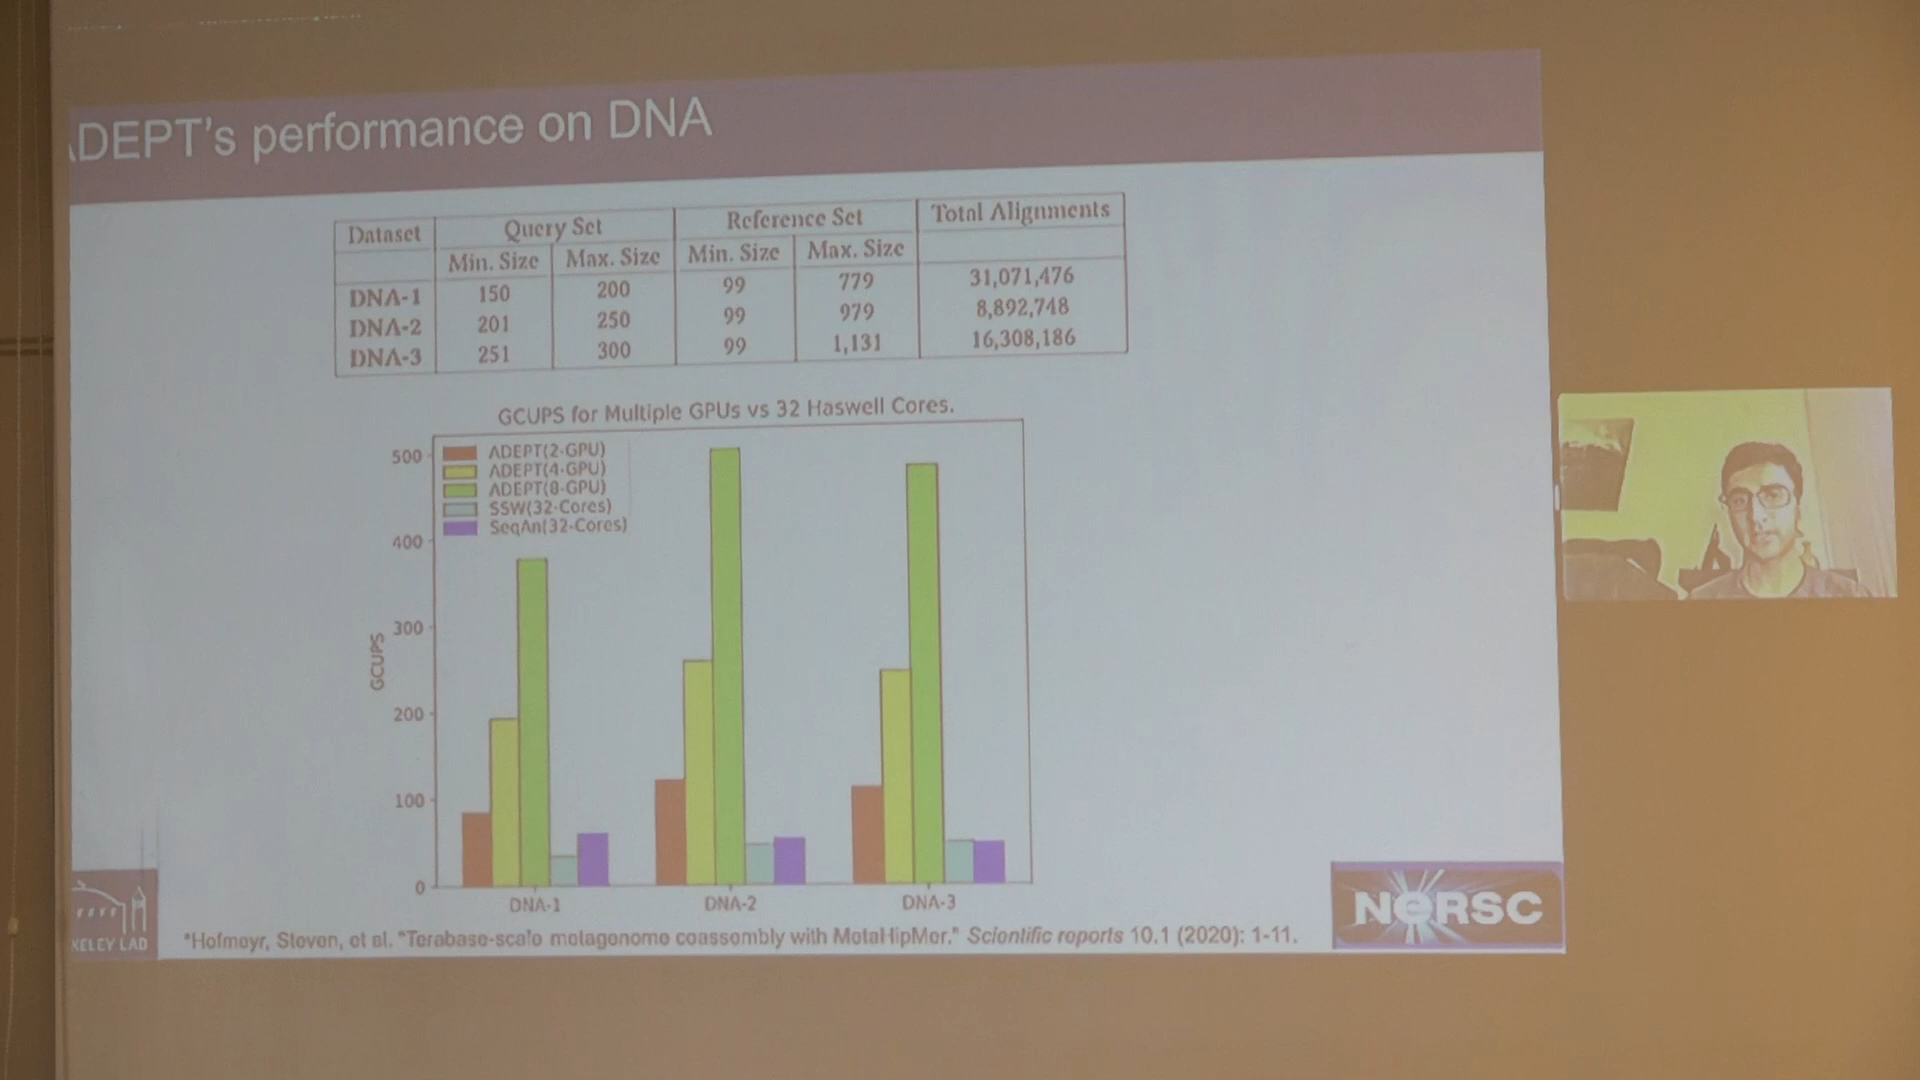 ADEPT's performance on DNA
Dataset Query Set Reference Set Total Alignments
Min. Size Max. Size Min. Size Max. Size
DNA-1 150 200 99 779 31,071,476
DNA-2 201 250 99 979 8,892,748
DNA-3 251 300 99 1,131 16,308,186
GCUPS for Multiple GPUs vs 32 Haswell Cores.
ADEPT(2-GPU)
ADEPT(4-GPU)
ADEPT(8-GPU)
SSW(32-Cores)
SeqAn(32-Cores)
500
400
300
200
100
0
GCUPS
DNA-1 DNA-2 DNA-3
KELEY LAB
*Hofmeyr, Steven, et al. "Terabase-scale metagenome coassembly with MetaHipMer." Scientific reports 10.1 (2020): 1-11.
NERSC